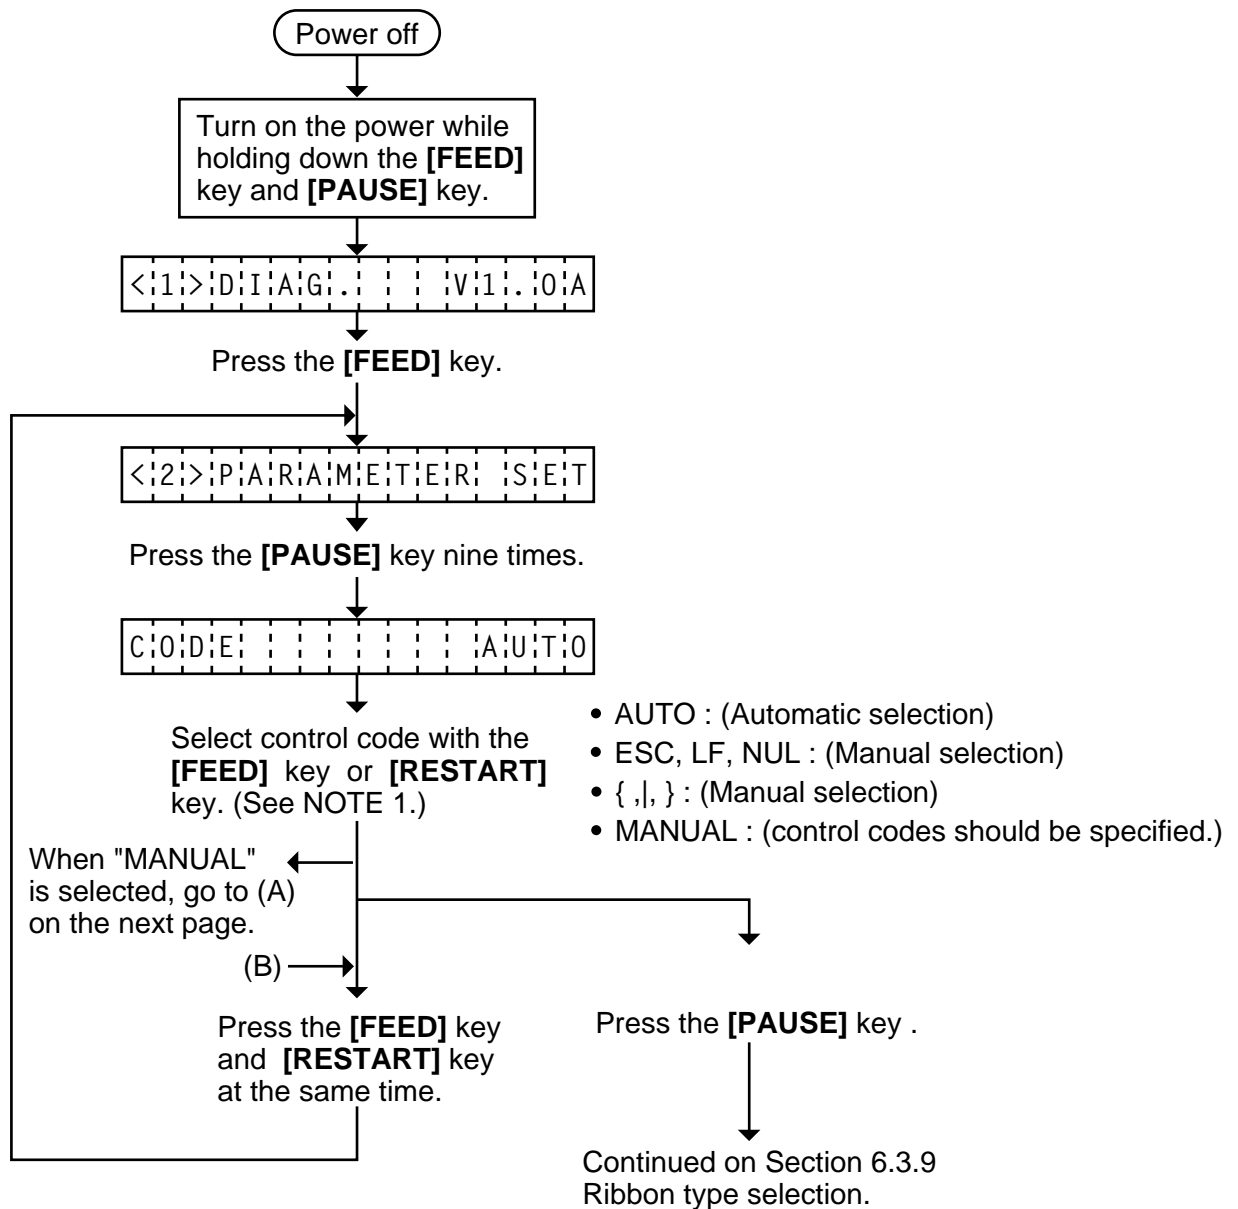 Power off
Turn on the power while
holding down the [FEED]
key and [PAUSE] key.
<1>DIAG.   V1.0A
Press the [FEED] key.
<2>PARAMETER SET
Press the [PAUSE] key nine times.
CODE        AUTO
Select control code with the
[FEED] key or [RESTART]
key. (See NOTE 1.)
• AUTO : (Automatic selection)
• ESC, LF, NUL : (Manual selection)
• { ,|, } : (Manual selection)
• MANUAL : (control codes should be specified.)
When "MANUAL"
is selected, go to (A)
on the next page.
(B)
Press the [FEED] key
and [RESTART] key
at the same time.
Press the [PAUSE] key .
Continued on Section 6.3.9
Ribbon type selection.